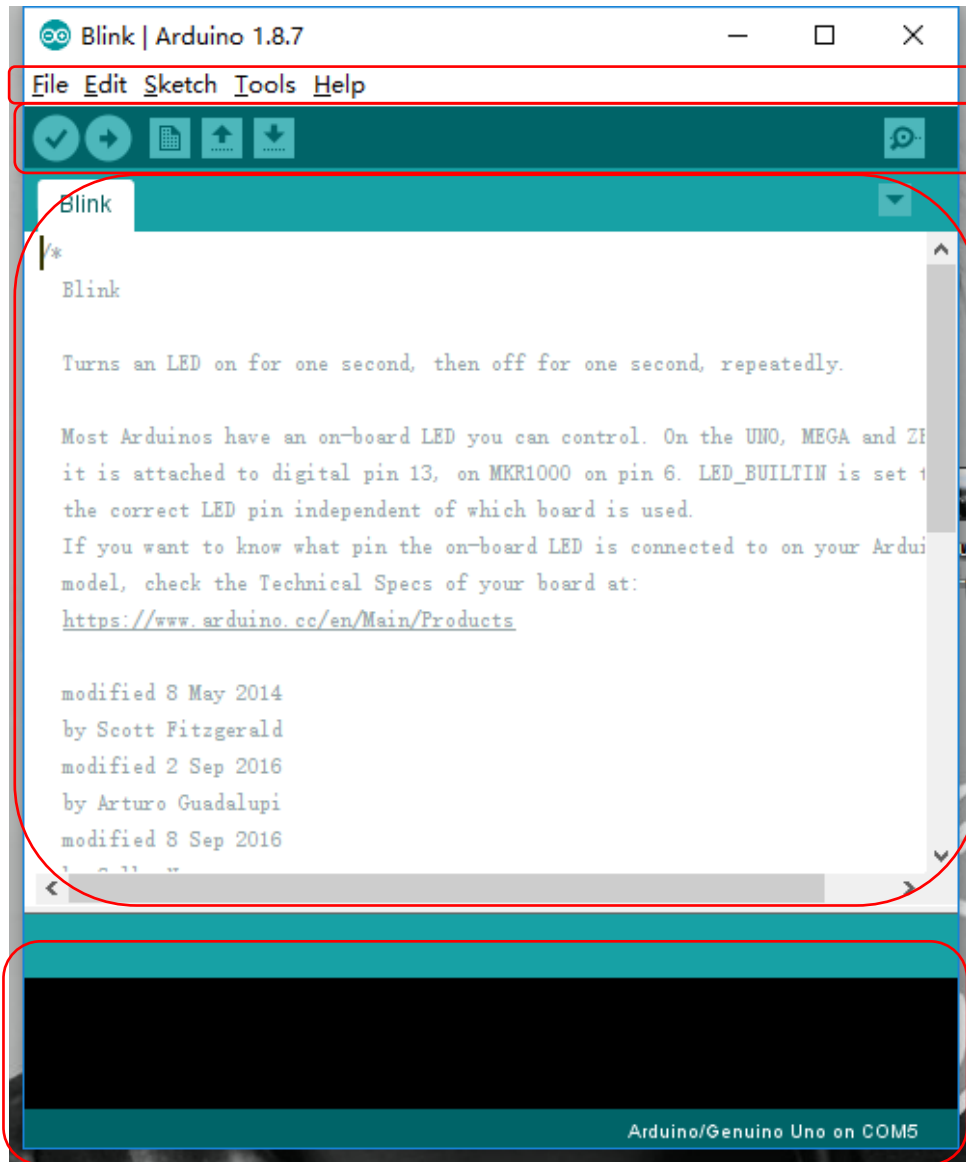 Blink | Arduino 1.8.7
File Edit Sketch Tools Help
Blink
/*
Blink
Turns an LED on for one second, then off for one second, repeatedly.
Most Arduinos have an on-board LED you can control. On the UNO, MEGA and
it is attached to digital pin 13, on MKR1000 on pin 6. LED_BUILTIN is set
the correct LED pin independent of which board is used.
If you want to know what pin the on-board LED is connected to on your Ardui
model, check the Technical Specs of your board at:
https://www.arduino.cc/en/Main/Products
modified 8 May 2014
by Scott Fitzgerald
modified 2 Sep 2016
by Arturo Guadalupi
modified 8 Sep 2016
Arduino/Genuino Uno on COM5